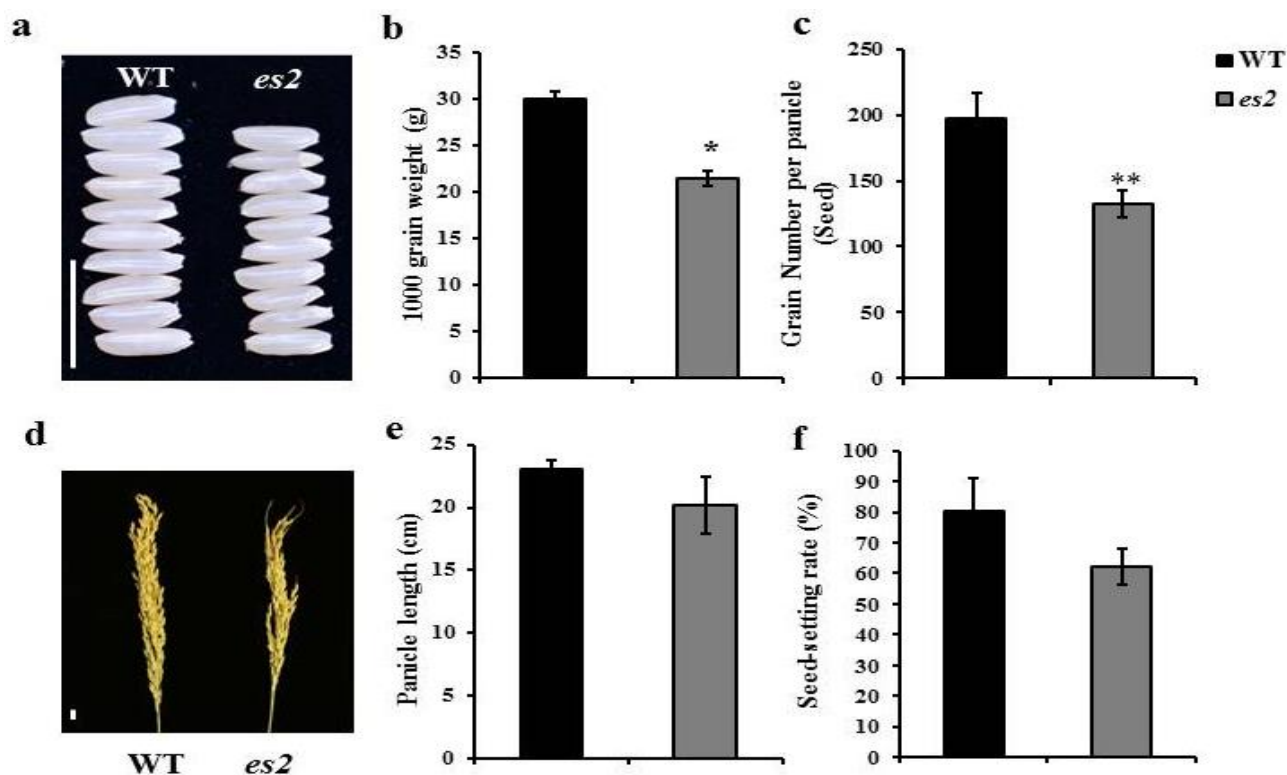 a
WT es2
b
1000 grain weight (g)
35
30
25
20
15
10
5
0
*
c
Grain Number per panicle
(Seed)
250
200
150
100
50
0
**
WT
es2
d
WT es2
e
Panicle length (cm)
25
20
15
10
5
0
f
Seed-setting rate (%)
100
90
80
70
60
50
40
30
20
10
0